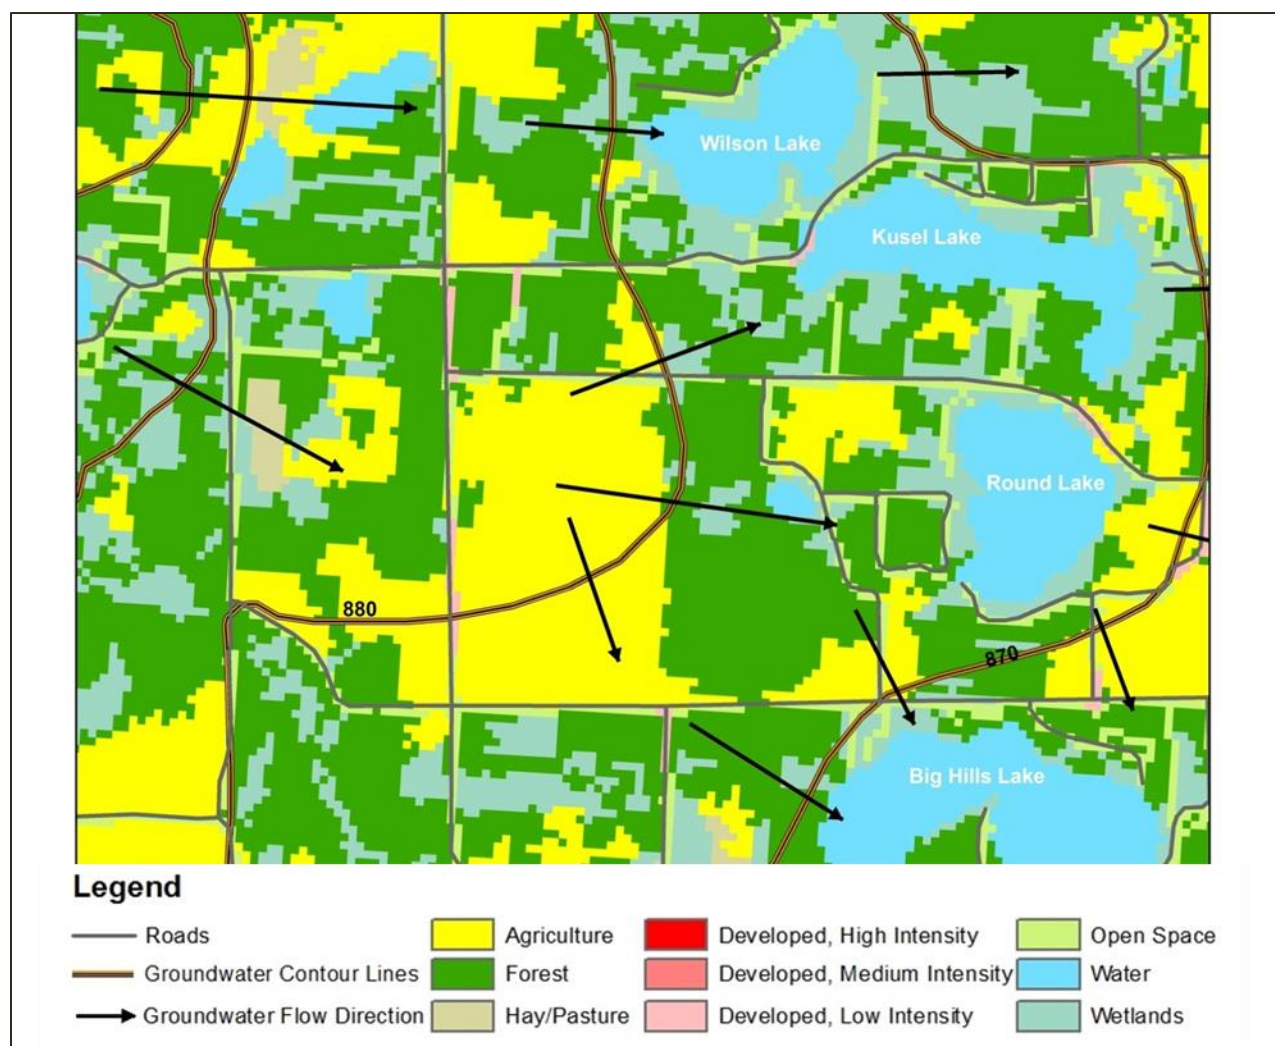 Wilson Lake
Kusel Lake
Round Lake
880
870
Big Hills Lake
Legend
Roads
Groundwater Contour Lines
Groundwater Flow Direction
Agriculture
Forest
Hay/Pasture
Developed, High Intensity
Developed, Medium Intensity
Developed, Low Intensity
Open Space
Water
Wetlands